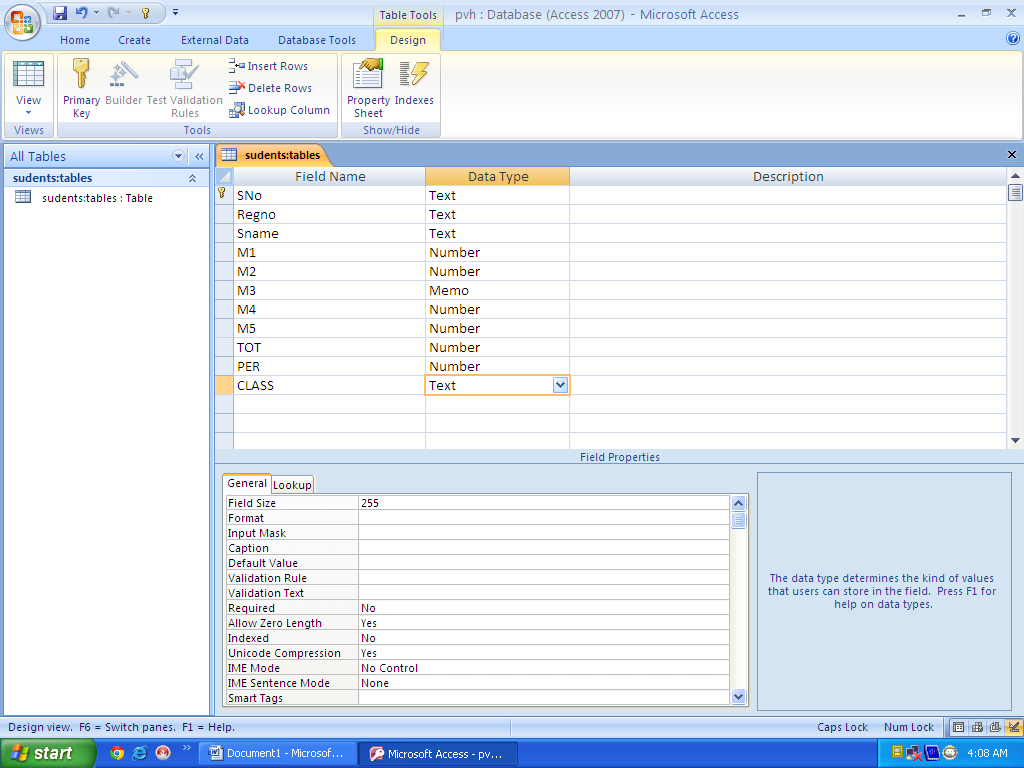 Table Tools pvh : Database (Access 2007) - Microsoft Access
Home Create External Data Database Tools Design
View
Primary Key
Builder
Test Validation Rules
Insert Rows
Delete Rows
Lookup Column
Property Sheet
Indexes
Views Tools Show/Hide
All Tables «
sudents:tables
sudents:tables : Table
sudents:tables
Field Name Data Type Description
SNo Text
Regno Text
Sname Text
M1 Number
M2 Number
M3 Memo
M4 Number
M5 Number
TOT Number
PER Number
CLASS Text
Field Properties
General Lookup
Field Size 255
Format
Input Mask
Caption
Default Value
Validation Rule
Validation Text
Required No
Allow Zero Length Yes
Indexed No
Unicode Compression Yes
IME Mode No Control
IME Sentence Mode None
Smart Tags
The data type determines the kind of values
that users can store in the field. Press F1 for
help on data types.
Design view. F6 = Switch panes. F1 = Help. Caps Lock Num Lock
start » Document1 - Microsof... Microsoft Access - pv... 4:08 AM